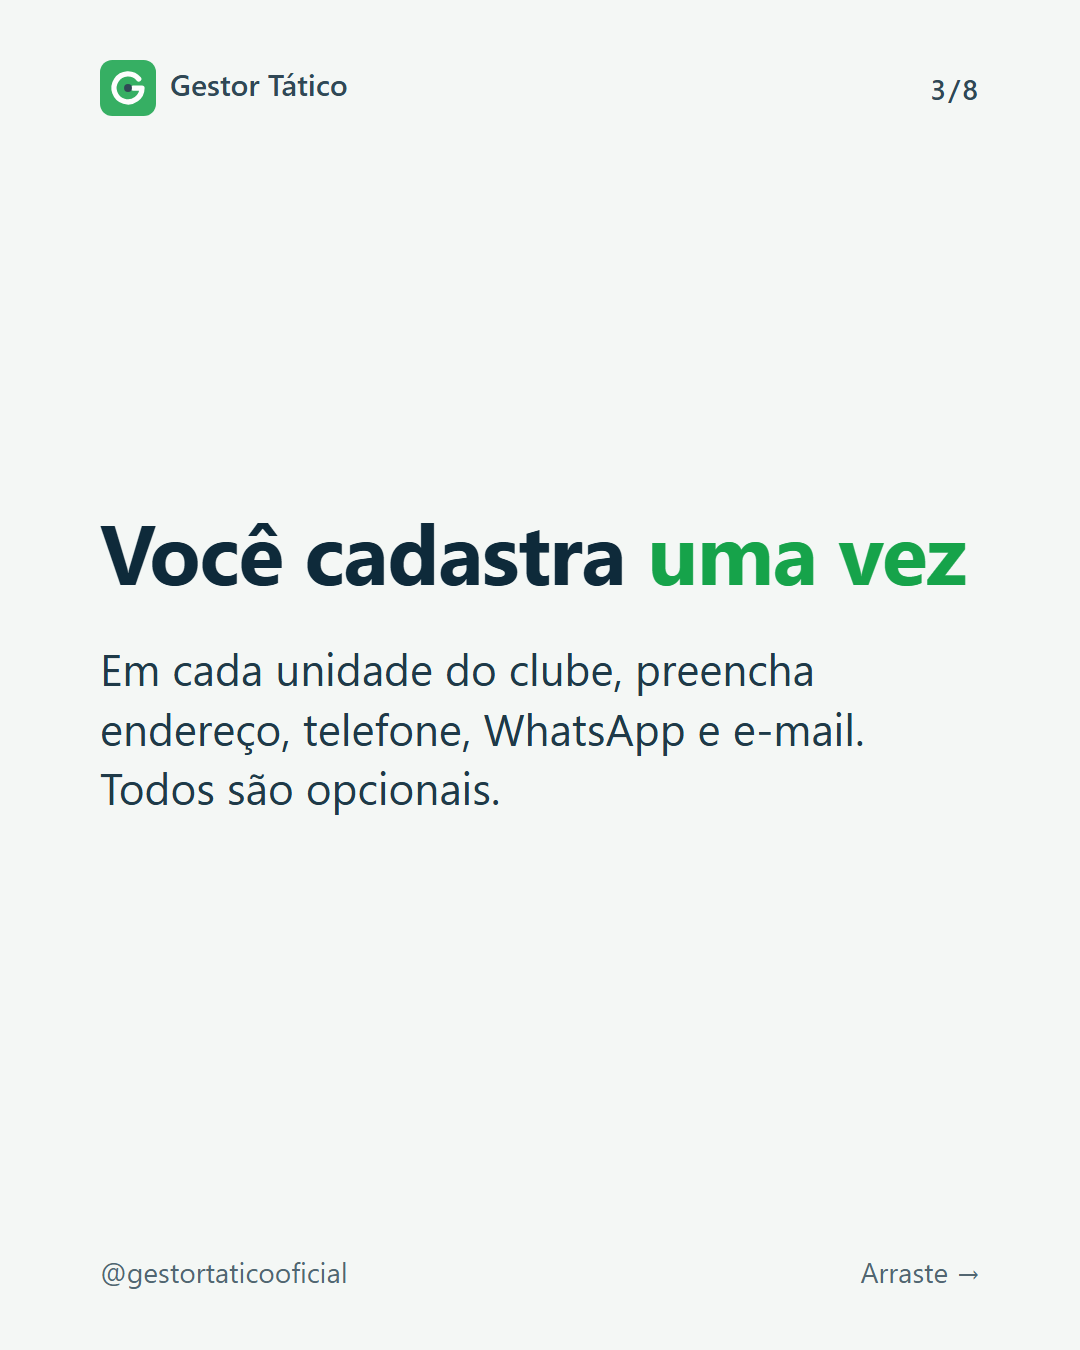 Gestor Tático
3/8
Você cadastra uma vez
Em cada unidade do clube, preencha
endereço, telefone, WhatsApp e e-mail.
Todos são opcionais.
@gestortaticooficial
Arraste →